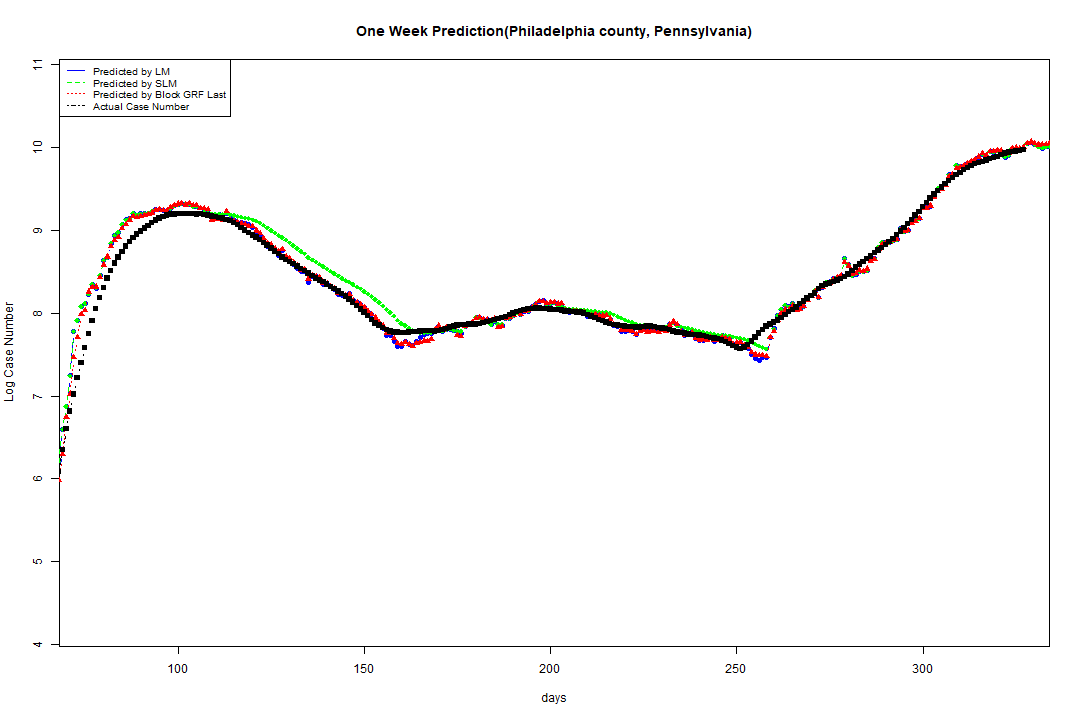 One Week Prediction(Philadelphia county, Pennsylvania)
Predicted by LM
Predicted by SLM
Predicted by Block GRF Last
Actual Case Number
11
10
9
8
7
6
5
4
Log Case Number
100 150 200 250 300
days